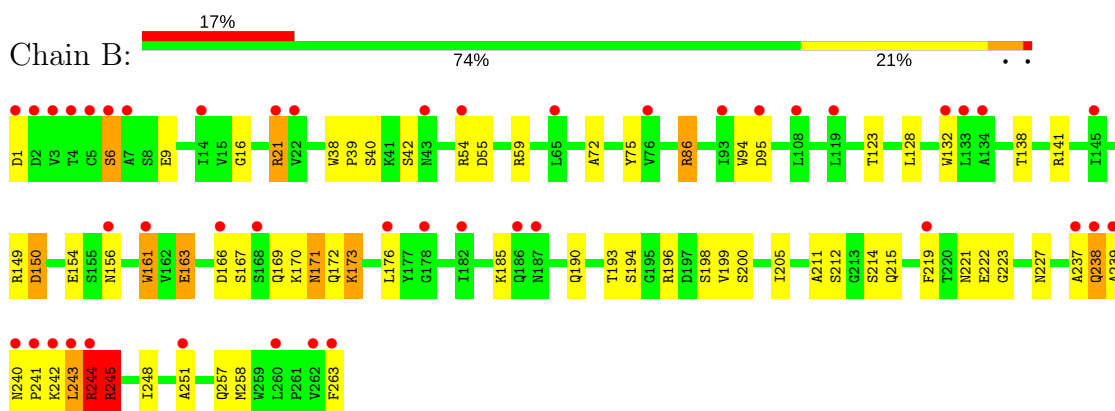 17%
Chain B:
74% 21% • •
D1 D2 V3 T4 C5 S6 A7 S8 E9 I14 V15 G16 R21 V22 W38 P39 S40 K41 S42 N43 R54 D55 R59 L65 A72 Y75 V76 R86 I93 W94 D95 L108 L119 T123 L128 W132 L133 A134 T138 R141 I145
R149 D150 E154 S155 N156 W161 V162 E163 D166 S167 S168 Q169 K170 N171 Q172 K173 L176 Y177 G178 I182 K185 Q186 N187 Q190 T193 S194 G195 R196 D197 S198 V199 S200 I205 A211 S212 G213 S214 Q215 F219 T220 N221 E222 G223 N227 A237 Q238 A239
N240 P241 K242 L243 R244 R245 I248 A251 Q257 M258 W259 L260 P261 V262 F263